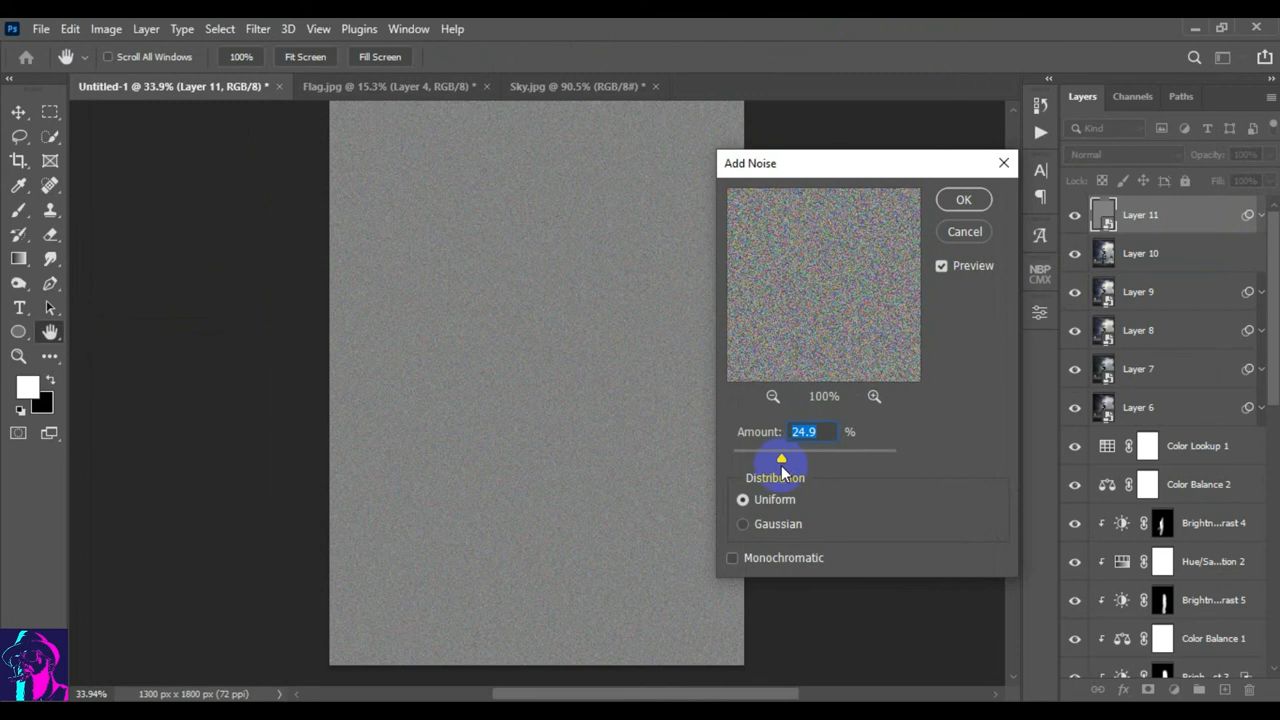 Ps File Edit Image Layer Type Select Filter 3D View Plugins Window Help
Scroll All Windows 100% Fit Screen Fill Screen
Untitled-1 @ 33.9% (Layer 11, RGB/8) * Flag.jpg @ 15.3% (Layer 4, RGB/8) * Sky.jpg @ 90.5% (RGB/8#) *
Layers Channels Paths
Kind
Normal Opacity: 100%
Lock: Fill: 100%
Add Noise
OK
Cancel
Preview
100%
Amount: 24.9 %
Distribution
Uniform
Gaussian
Monochromatic
NBP
CMX
Layer 11
Layer 10
Layer 9
Layer 8
Layer 7
Layer 6
Color Lookup 1
Color Balance 2
Brightn...rast 4
Hue/Sa...tion 2
Brightn...rast 5
Color Balance 1
33.94% 1300 px x 1800 px (72 ppi)